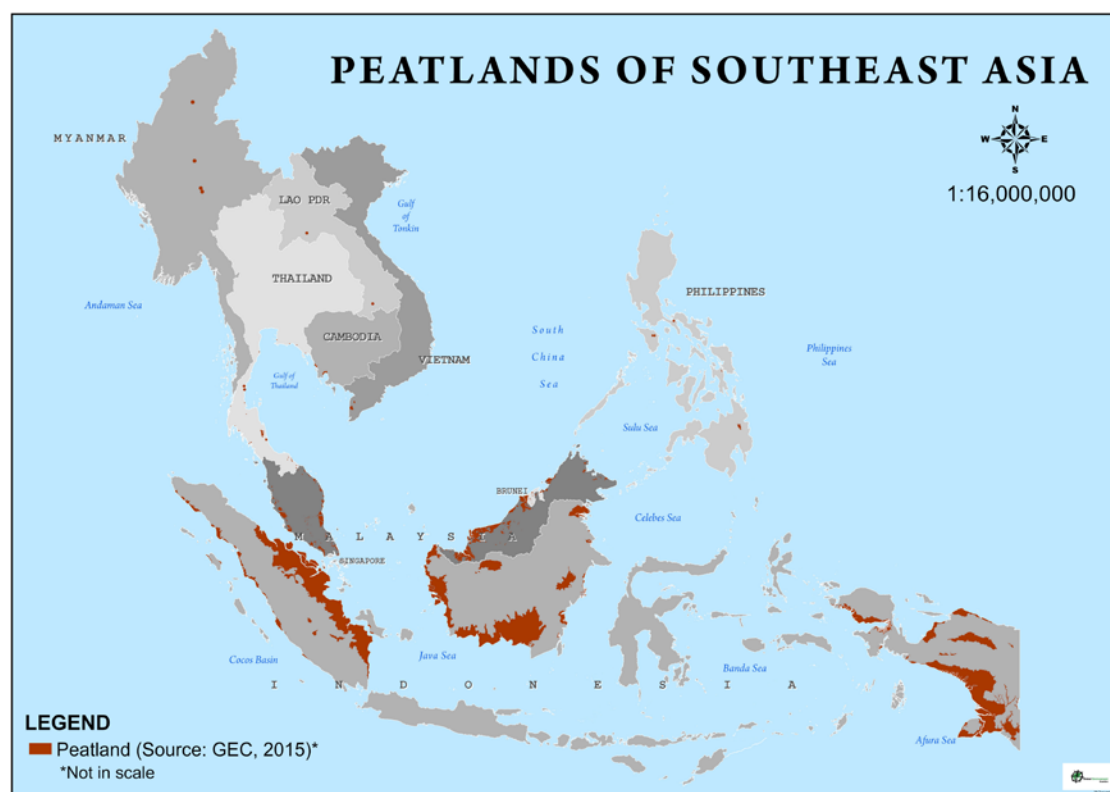 PEATLANDS OF SOUTHEAST ASIA
N
W E
S
1:16,000,000
MYANMAR
LAO PDR
Gulf
of
Tonkin
THAILAND
PHILIPPINES
Andaman Sea
CAMBODIA
VIETNAM
South
China
Sea
Philippines
Sea
Gulf of
Thailand
Sulu Sea
BRUNEI
Celebes Sea
MALAYSIA
SINGAPORE
Cocos Basin
Java Sea
Banda Sea
INDONESIA
Afura Sea
LEGEND
Peatland (Source: GEC, 2015)*
*Not in scale